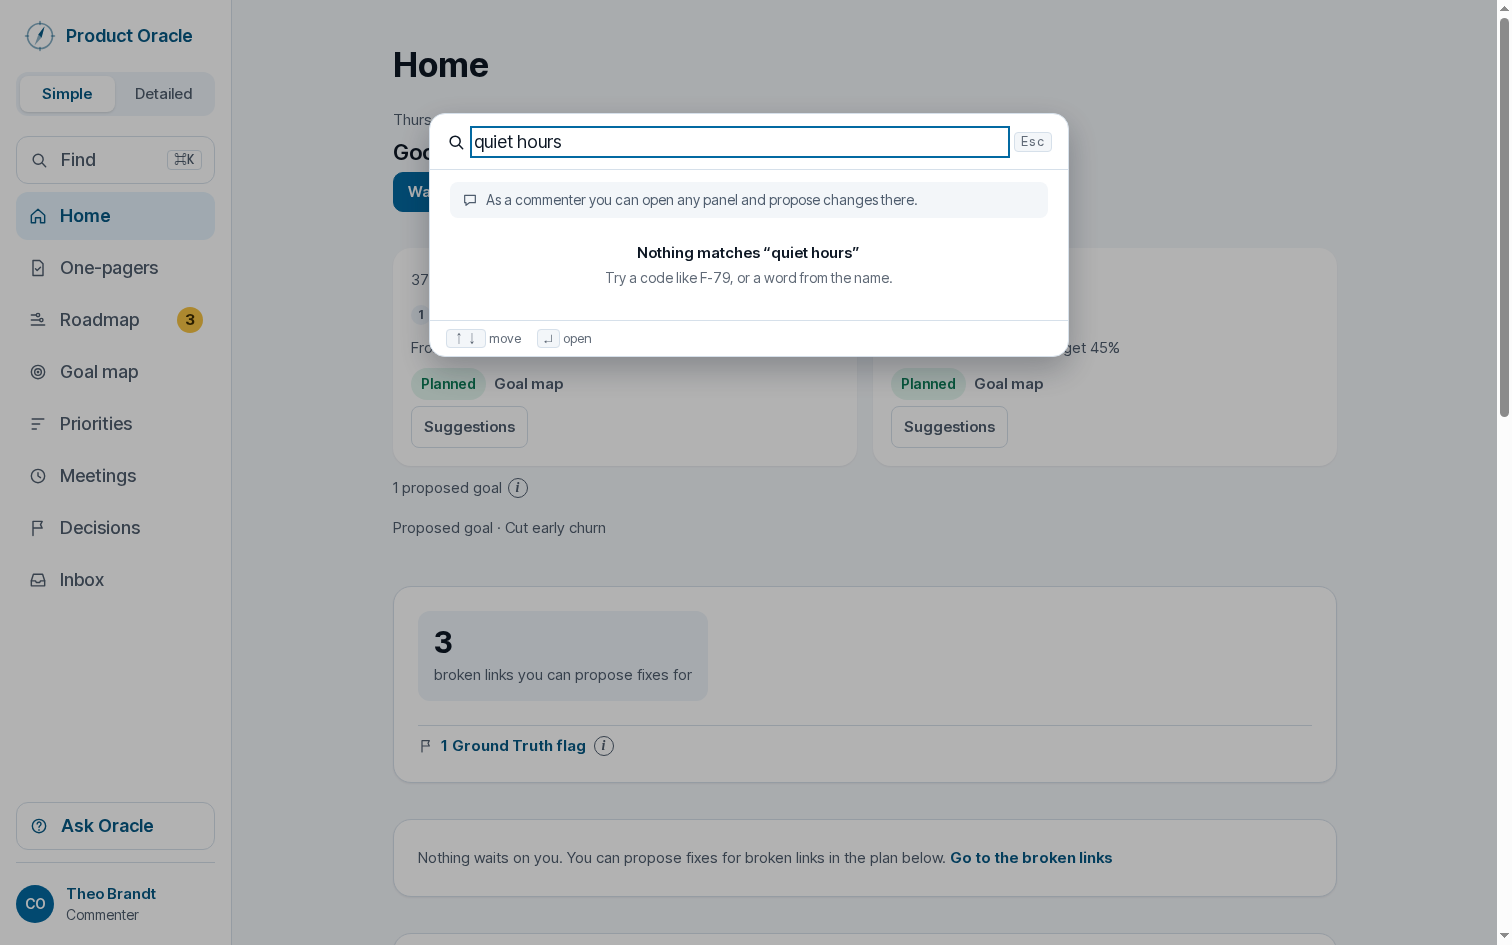 Product Oracle
Simple
Detailed
Find
⌘K
Home
One-pagers
Roadmap
3
Goal map
Priorities
Meetings
Decisions
Inbox
Ask Oracle
CO
Theo Brandt
Commenter
Home
Thurs
quiet hours
Esc
As a commenter you can open any panel and propose changes there.
Nothing matches “quiet hours”
Try a code like F-79, or a word from the name.
↑ ↓ move
↵ open
37
1
get 45%
Planned
Goal map
Suggestions
Planned
Goal map
Suggestions
1 proposed goal
i
Proposed goal · Cut early churn
3
broken links you can propose fixes for
1 Ground Truth flag
i
Nothing waits on you. You can propose fixes for broken links in the plan below. Go to the broken links